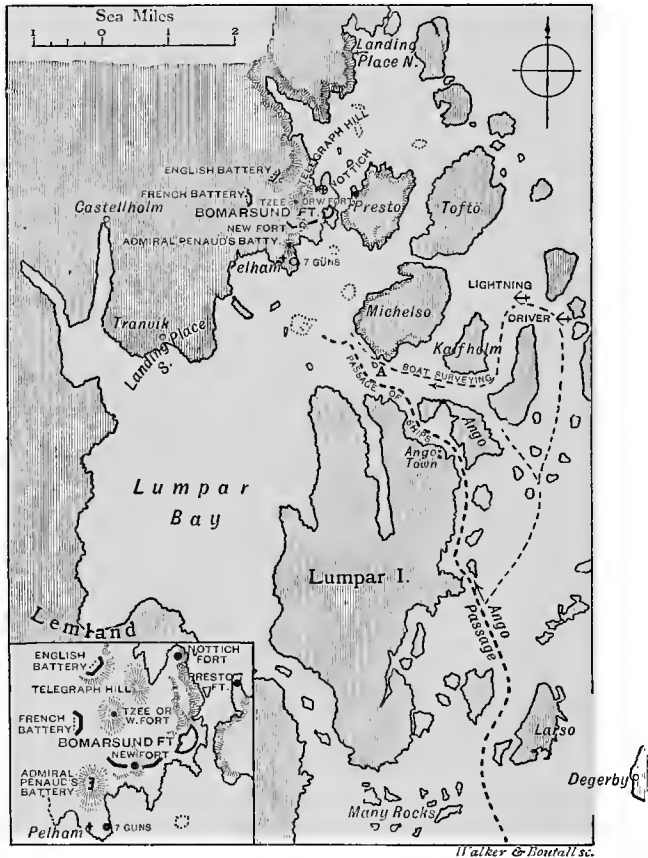 Sea Miles
1 0 1 2
Landing
Place N.
TELEGRAPH HILL
NOTTICH
ENGLISH BATTERY
FRENCH BATTERY
TZEE OR W. FORT
Castellholm
BOMARSUND FT.
Presto
Tofto
NEW FORT
ADMIRAL PENAUD'S BATTY.
Pelham
7 GUNS
LIGHTNING
Michelso
DRIVER
Tranvik
Landing Place
S.
Kalfholm
A
BOAT SURVEYING
PASSAGE OF SHIPS
Ango
Ango
Town
Lumpar
Bay
Lumpar I.
Ango
Passage
Lemland
ENGLISH
BATTERY
NOTTICH
FORT
PRESTO
FT.
TELEGRAPH HILL
TZEE OR
W. FORT
FRENCH
BATTERY
BOMARSUND FT.
NEW FORT
ADMIRAL
PENAUD'S
BATTERY
3
Pelham
7 GUNS
Larso
Degerby
Many Rocks
Walker & Boutall sc.